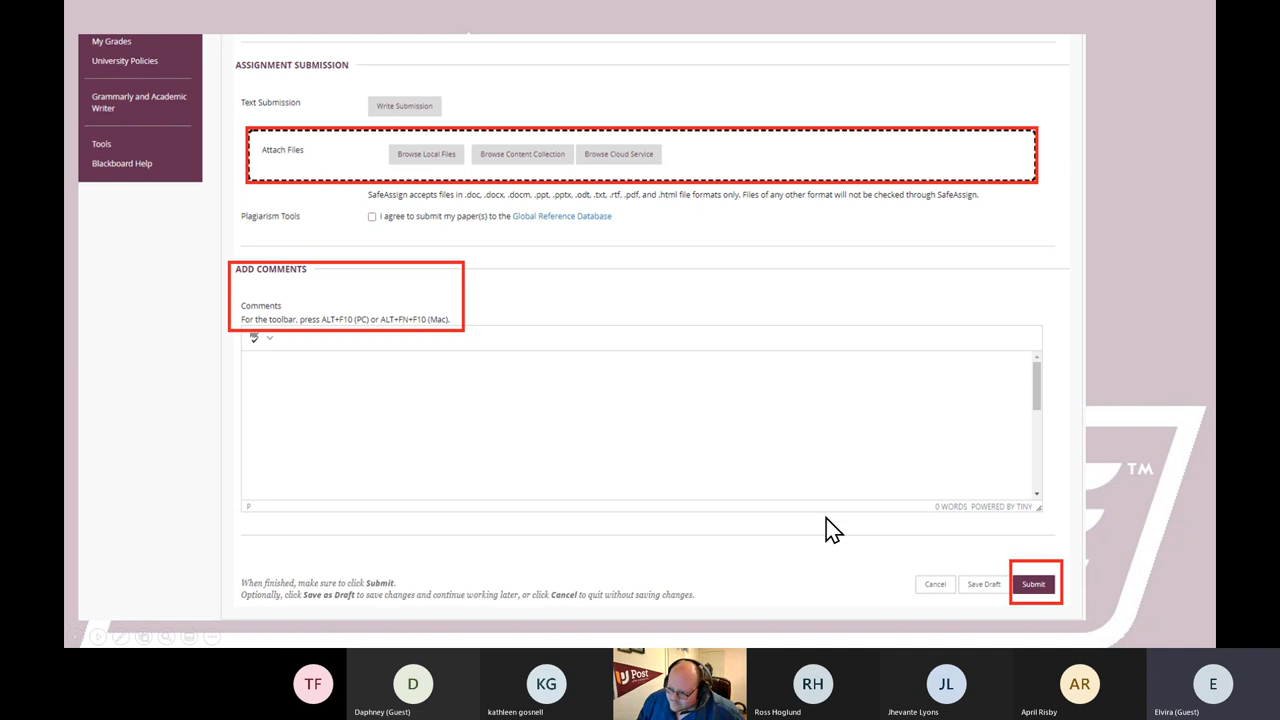 My Grades
University Policies
Grammarly and Academic
Writer
Tools
Blackboard Help
ASSIGNMENT SUBMISSION
Text Submission
Write Submission
Attach Files
Browse Local Files
Browse Content Collection
Browse Cloud Service
SafeAssign accepts files in .doc, .docx, .docm, .ppt, .pptx, .odt, .txt, .rtf, .pdf, and .html file formats only. Files of any other format will not be checked through SafeAssign.
Plagiarism Tools
I agree to submit my paper(s) to the Global Reference Database
ADD COMMENTS
Comments
For the toolbar, press ALT+F10 (PC) or ALT+FN+F10 (Mac).
P
0 WORDS POWERED BY TINY
When finished, make sure to click Submit.
Optionally, click Save as Draft to save changes and continue working later, or click Cancel to quit without saving changes.
Cancel
Save Draft
Submit
TM
TF
D
Daphney (Guest)
KG
kathleen gosnell
Post
RH
Ross Hoglund
JL
Jhevante Lyons
AR
April Risby
E
Elvira (Guest)